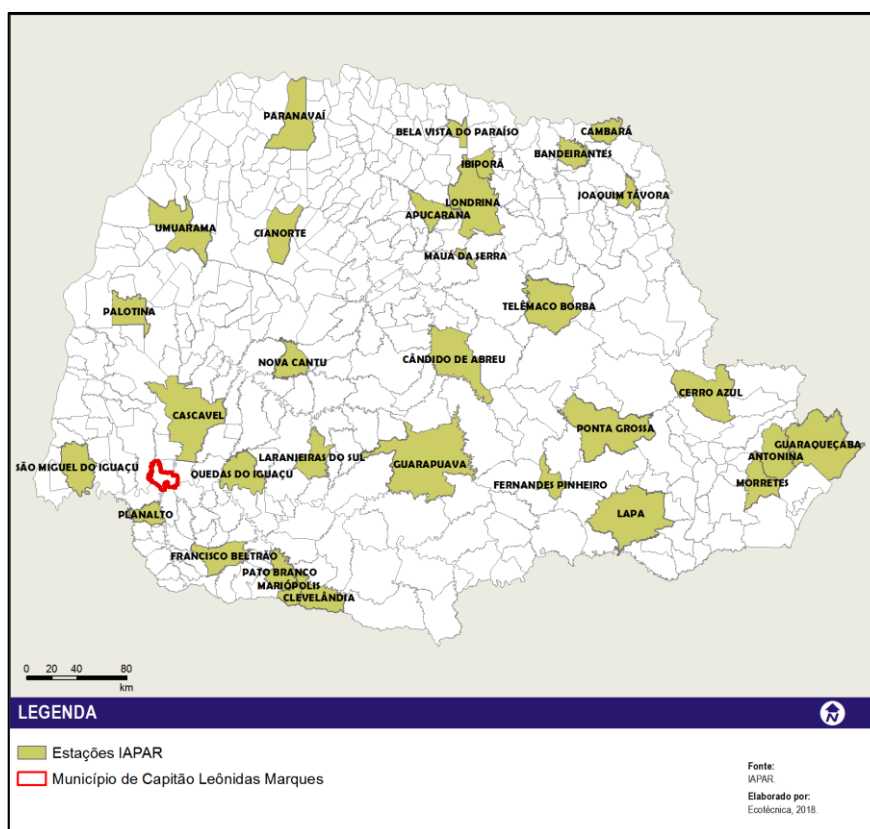 PARANAVAÍ
BELA VISTA DO PARAÍSO
CAMBARÁ
BANDEIRANTES
IBIPORÃ
JOAQUIM TÁVORA
LONDRINA
APUCARANA
UMUARAMA
CIANORTE
MAUÁ DA SERRA
TELÊMACO BORBA
PALOTINA
NOVA CANTU
CÂNDIDO DE ABREU
CERRO AZUL
CASCAVEL
PONTA GROSSA
GUARAQUEÇABA
LARANJEIRAS DO SUL
ANTONINA
SÃO MIGUEL DO IGUAÇU
QUEDAS DO IGUAÇU
GUARAPUAVA
FERNANDES PINHEIRO
MORRETES
PLANALTO
LAPA
FRANCISCO BELTRÃO
PATO BRANCO
MARIÓPOLIS
CLEVELÂNDIA
0 20 40 80
km
LEGENDA
N
Estações IAPAR
Município de Capitão Leônidas Marques
Fonte:
IAPAR.
Elaborado por:
Ecotécnica, 2018.